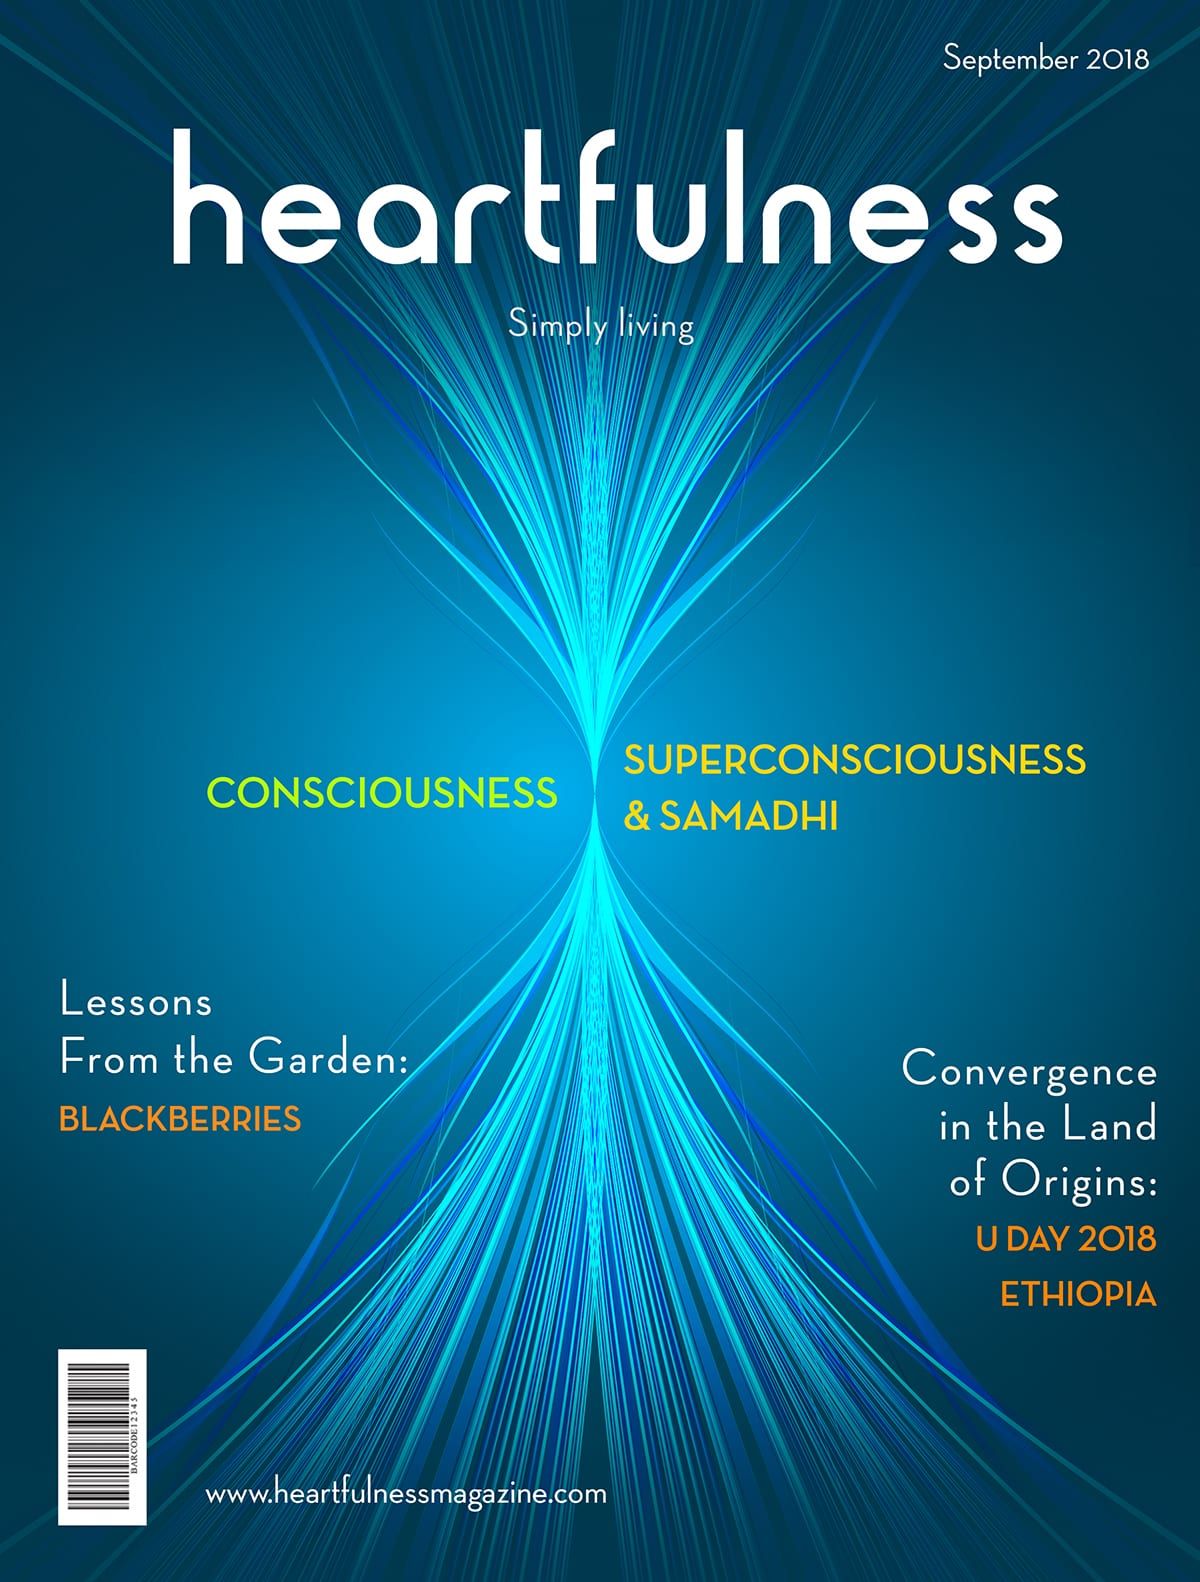 September 2018
heartfulness
Simply living
CONSCIOUSNESS
SUPERCONSCIOUSNESS
& SAMADHI
Lessons
From the Garden:
BLACKBERRIES
Convergence
in the Land
of Origins:
U DAY 2018
ETHIOPIA
BARCODE12345
www.heartfulnessmagazine.com